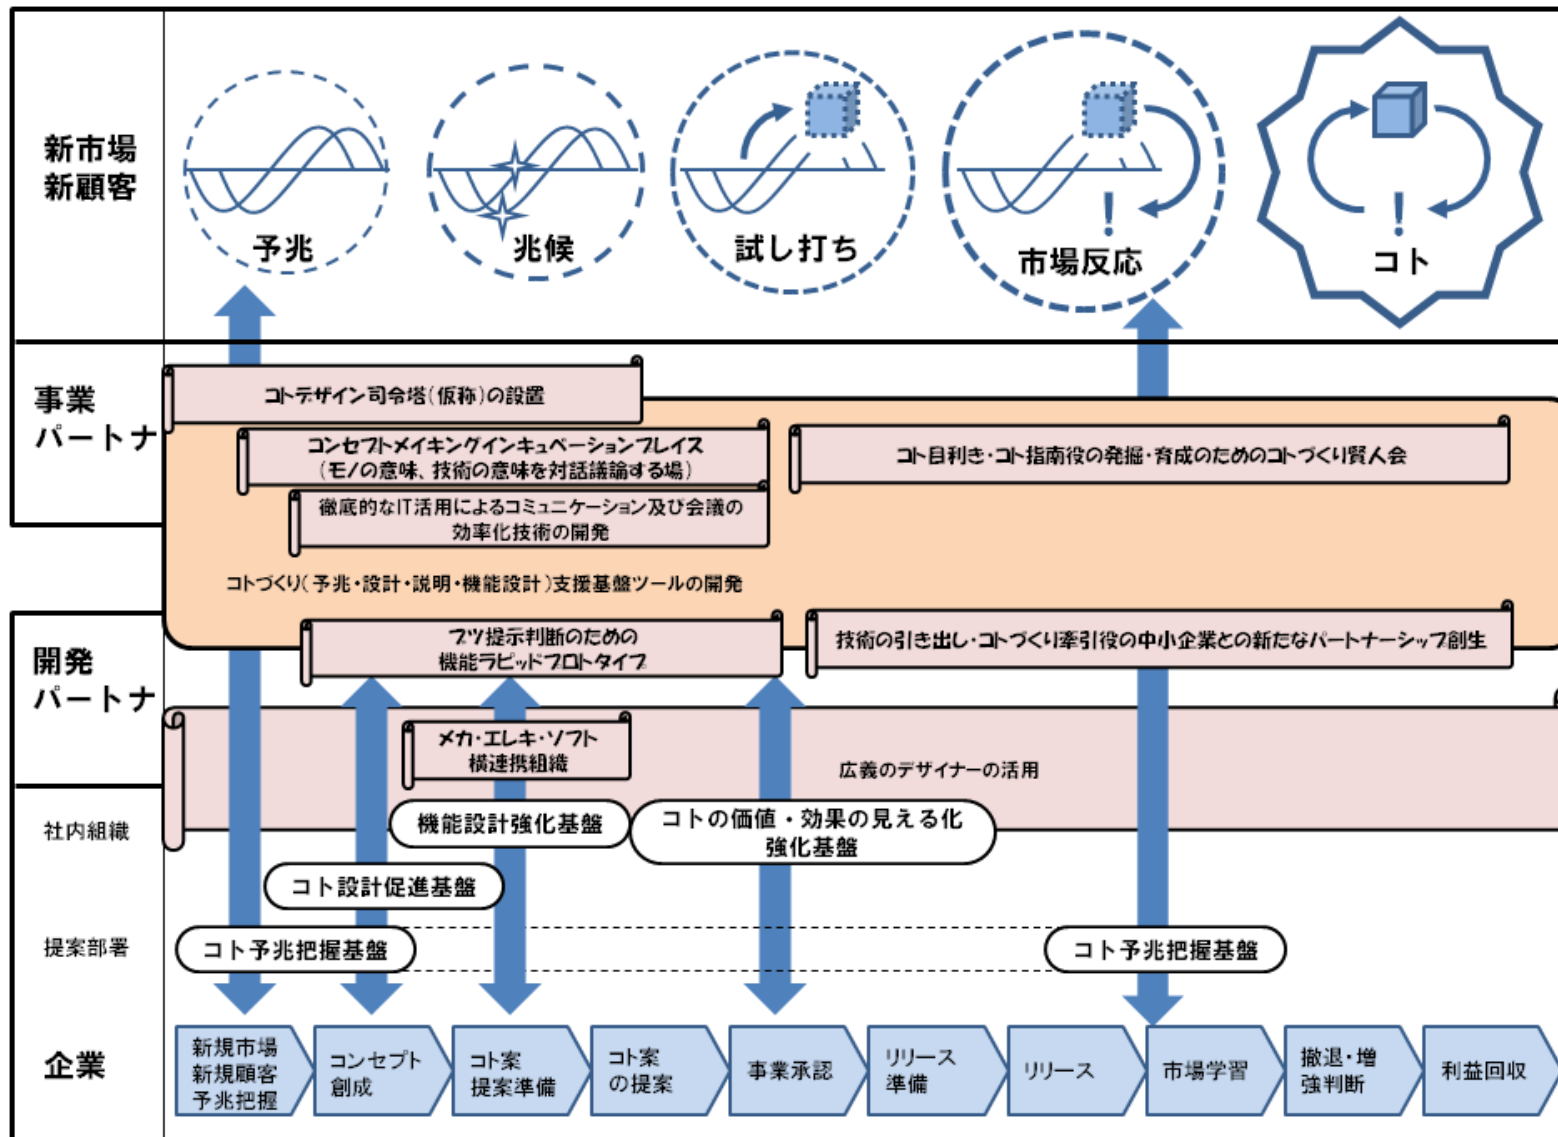 新市場
新顧客
予兆
兆候
試し打ち
市場反応
コト
事業
パートナ
コトデザイン司令塔(仮称)の設置
コンセプトメイキングインキュベーションプレイス
(モノの意味、技術の意味を対話議論する場)
コト目利き・コト指南役の発掘・育成のためのコトづくり賢人会
徹底的なIT活用によるコミュニケーション及び会議の
効率化技術の開発
コトづくり(予兆・設計・説明・機能設計)支援基盤ツールの開発
開発
パートナ
ブツ提示判断のための
機能ラピッドプロトタイプ
技術の引き出し・コトづくり牽引役の中小企業との新たなパートナーシップ創生
メカ・エレキ・ソフト
横連携組織
広義のデザイナーの活用
社内組織
機能設計強化基盤
コトの価値・効果の見える化
強化基盤
コト設計促進基盤
提案部署
コト予兆把握基盤
コト予兆把握基盤
企業
新規市場
新規顧客
予兆把握
コンセプト
創成
コト案
提案準備
コト案
の提案
事業承認
リリース
準備
リリース
市場学習
撤退・増
強判断
利益回収